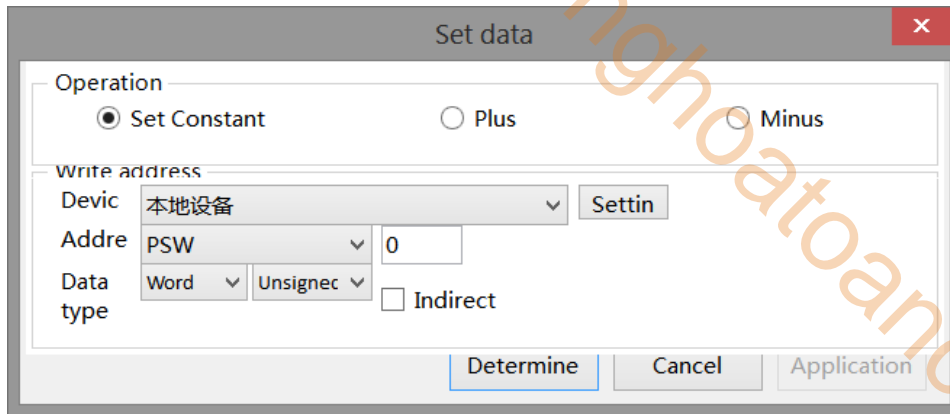 Set data
Operation
Set Constant Plus Minus
Write address
Devic 本地设备 Settin
Addre PSW 0
Data type Word Unsignec
Indirect
Determine Cancel Application
nghoatoano